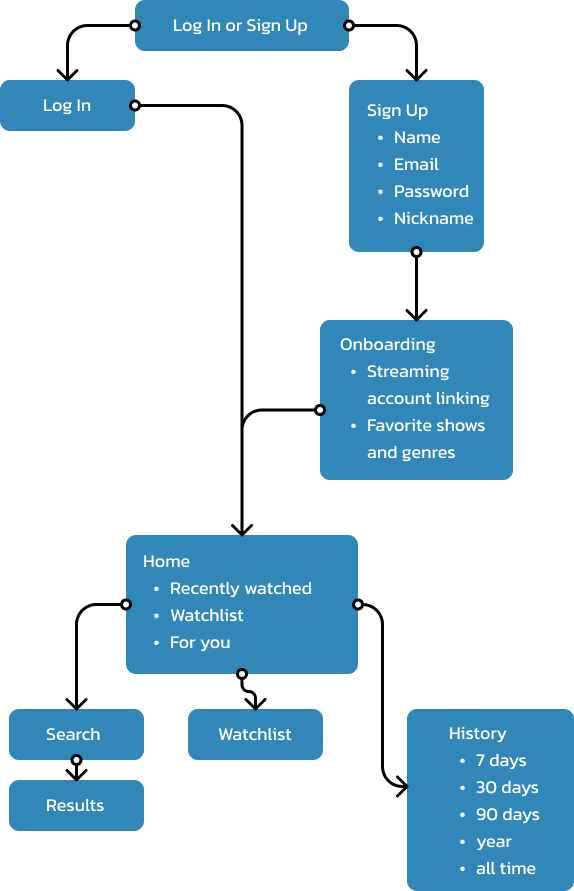 Log In or Sign Up
Log In
Sign Up
• Name
• Email
• Password
• Nickname
Onboarding
• Streaming
account linking
• Favorite shows
and genres
Home
• Recently watched
• Watchlist
• For you
Search
Watchlist
Results
History
• 7 days
• 30 days
• 90 days
• year
• all time